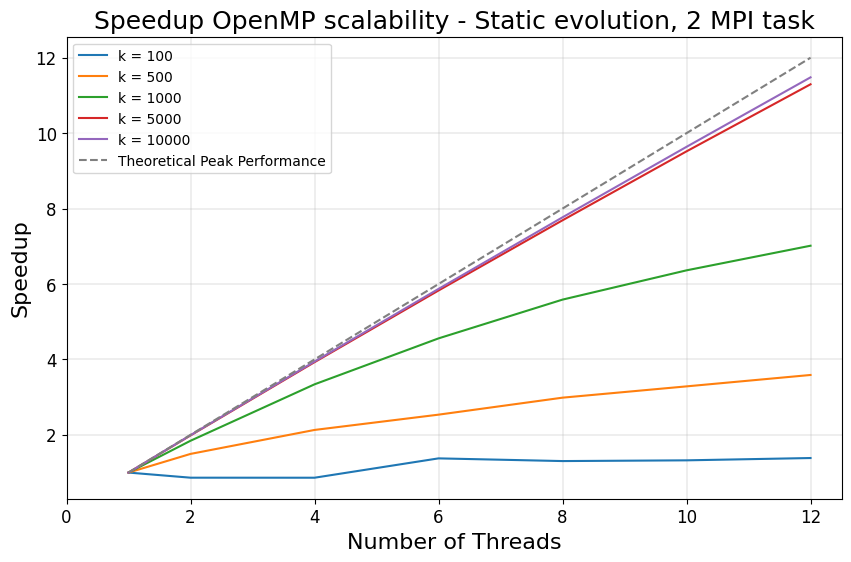 Speedup OpenMP scalability - Static evolution, 2 MPI task
k = 100
k = 500
k = 1000
k = 5000
k = 10000
Theoretical Peak Performance
12
10
8
6
4
2
Speedup
0 2 4 6 8 10 12
Number of Threads